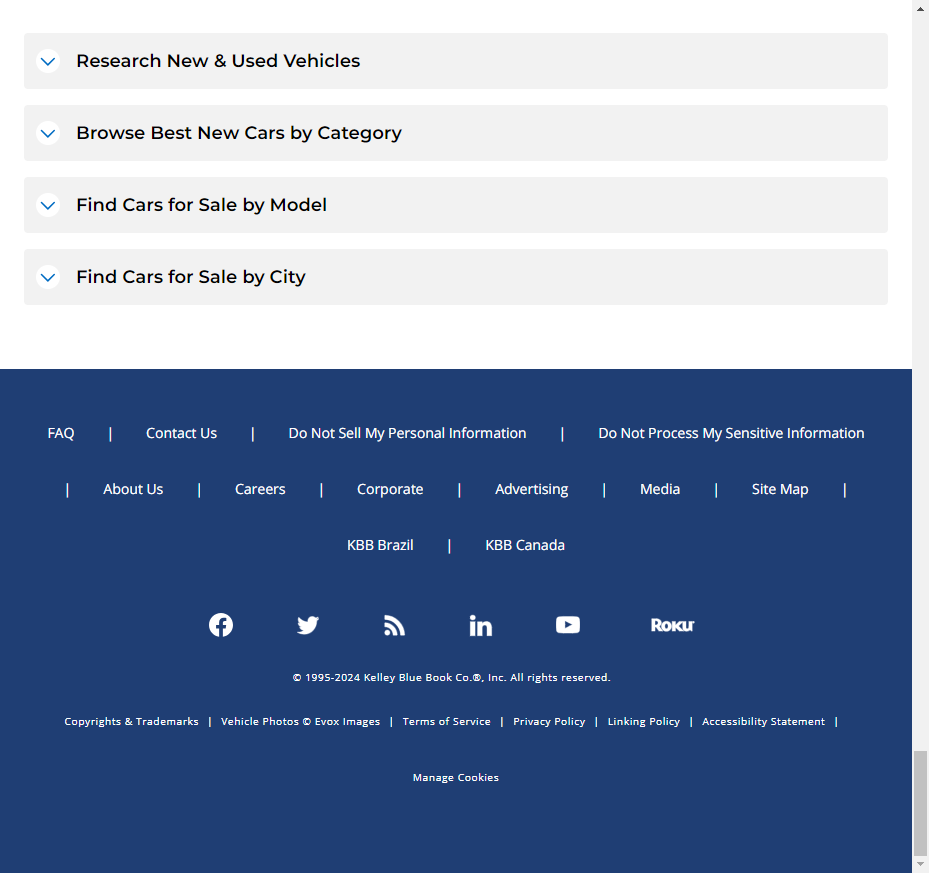 Research New & Used Vehicles
Browse Best New Cars by Category
Find Cars for Sale by Model
Find Cars for Sale by City
FAQ | Contact Us | Do Not Sell My Personal Information | Do Not Process My Sensitive Information
| About Us | Careers | Corporate | Advertising | Media | Site Map |
KBB Brazil | KBB Canada
in ROKU
© 1995-2024 Kelley Blue Book Co.®, Inc. All rights reserved.
Copyrights & Trademarks | Vehicle Photos © Evox Images | Terms of Service | Privacy Policy | Linking Policy | Accessibility Statement |
Manage Cookies